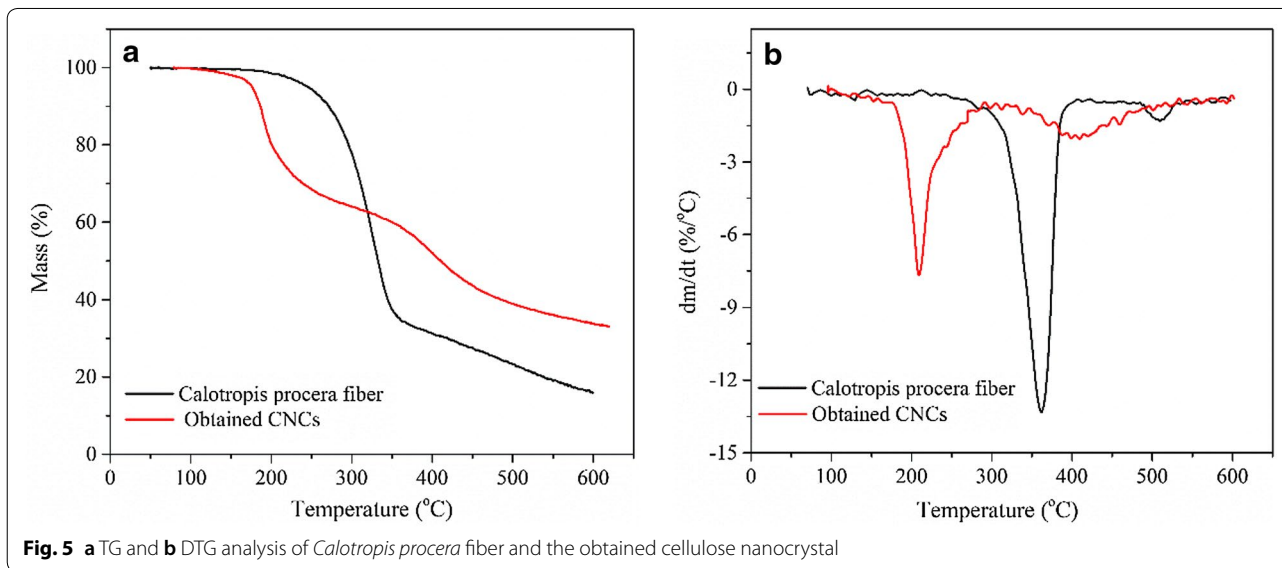 a
100
80
60
40
20
0
Mass (%)
Calotropis procera fiber
Obtained CNCs
0 100 200 300 400 500 600
Temperature (°C)
b
0
-3
-6
-9
-12
-15
dm/dt (%/°C)
Calotropis procera fiber
Obtained CNCs
0 100 200 300 400 500 600
Temperature (°C)
Fig. 5 a TG and b DTG analysis of Calotropis procera fiber and the obtained cellulose nanocrystal